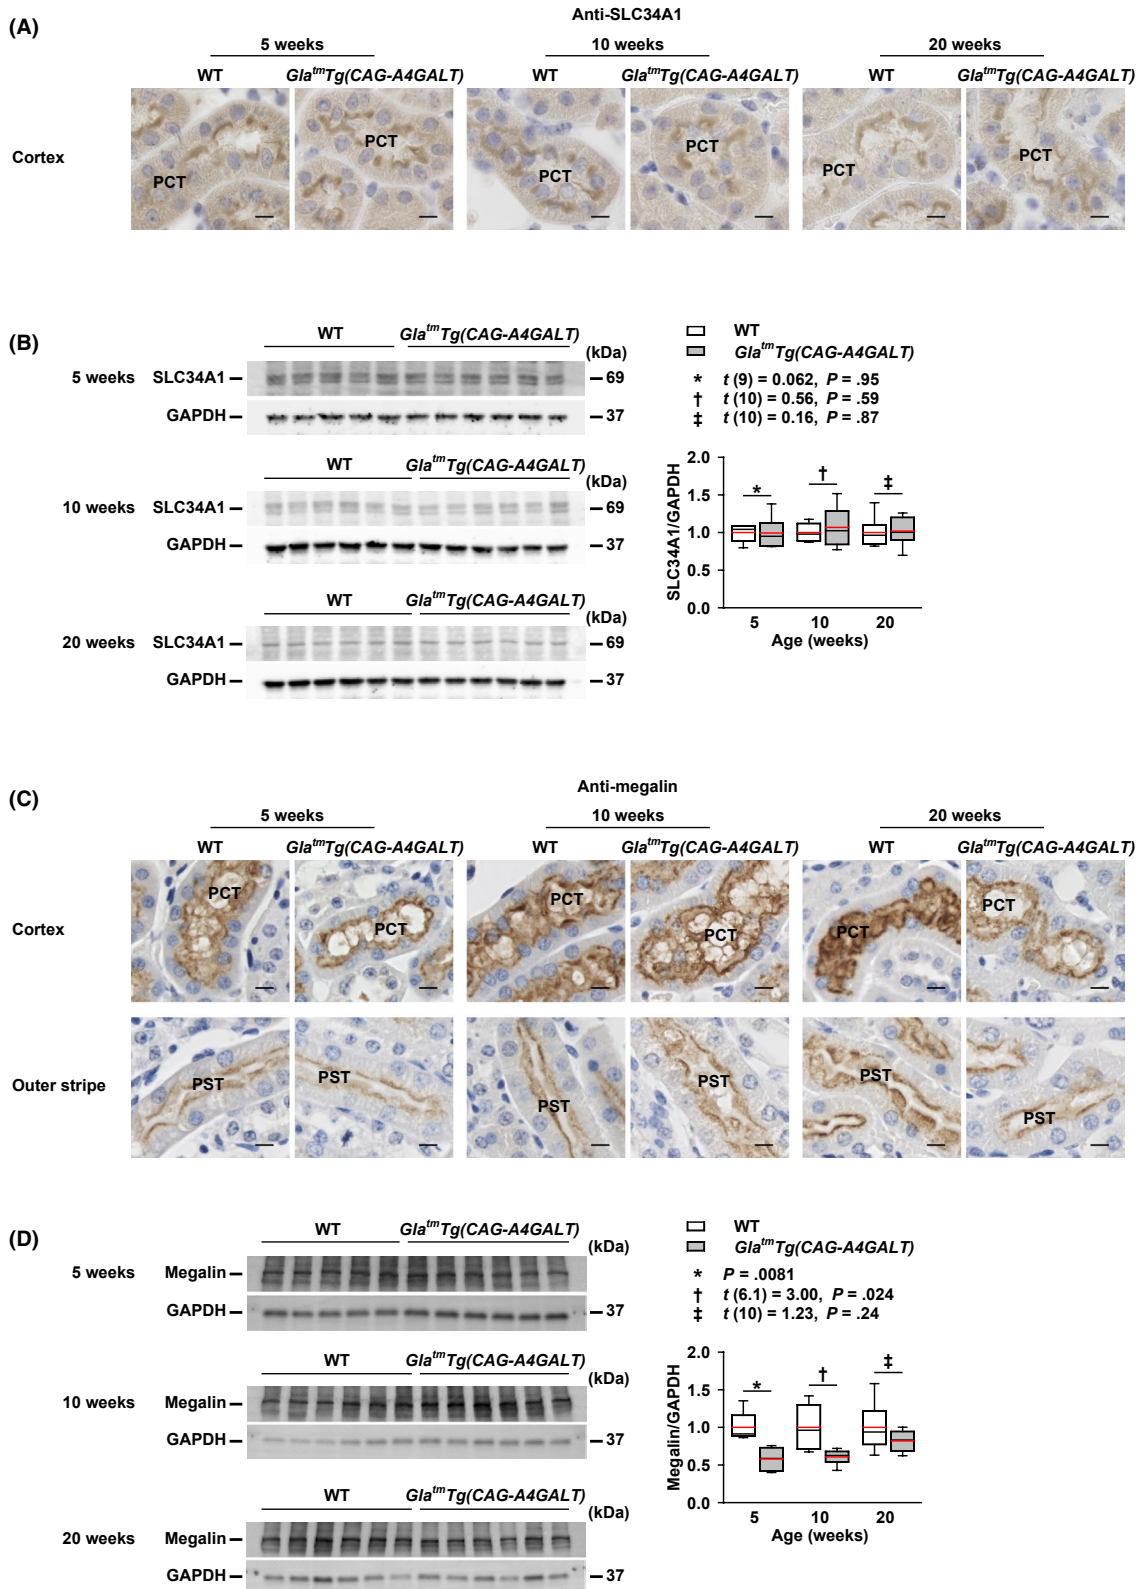 (A)
Anti-SLC34A1
5 weeks 10 weeks 20 weeks
WT Gla^tm Tg(CAG-A4GALT) WT Gla^tm Tg(CAG-A4GALT) WT Gla^tm Tg(CAG-A4GALT)
Cortex
PCT PCT PCT PCT PCT PCT
(B)
WT Gla^tm Tg(CAG-A4GALT)
(kDa)
5 weeks SLC34A1 69
GAPDH 37
WT Gla^tm Tg(CAG-A4GALT)
(kDa)
10 weeks SLC34A1 69
GAPDH 37
WT Gla^tm Tg(CAG-A4GALT)
(kDa)
20 weeks SLC34A1 69
GAPDH 37
WT
Gla^tm Tg(CAG-A4GALT)
* t (9) = 0.062, P = .95
† t (10) = 0.56, P = .59
‡ t (10) = 0.16, P = .87
SLC34A1/GAPDH
2.0
1.5
1.0
0.5
0.0
* † ‡
5 10 20
Age (weeks)
(C)
Anti-megalin
5 weeks 10 weeks 20 weeks
WT Gla^tm Tg(CAG-A4GALT) WT Gla^tm Tg(CAG-A4GALT) WT Gla^tm Tg(CAG-A4GALT)
Cortex
PCT PCT PCT PCT PCT PCT
Outer stripe
PST PST PST PST PST PST
(D)
WT Gla^tm Tg(CAG-A4GALT)
(kDa)
5 weeks Megalin
GAPDH 37
WT Gla^tm Tg(CAG-A4GALT)
(kDa)
10 weeks Megalin
GAPDH 37
WT Gla^tm Tg(CAG-A4GALT)
(kDa)
20 weeks Megalin
GAPDH 37
WT
Gla^tm Tg(CAG-A4GALT)
* P = .0081
† t (6.1) = 3.00, P = .024
‡ t (10) = 1.23, P = .24
Megalin/GAPDH
2.0
1.5
1.0
0.5
0.0
* † ‡
5 10 20
Age (weeks)